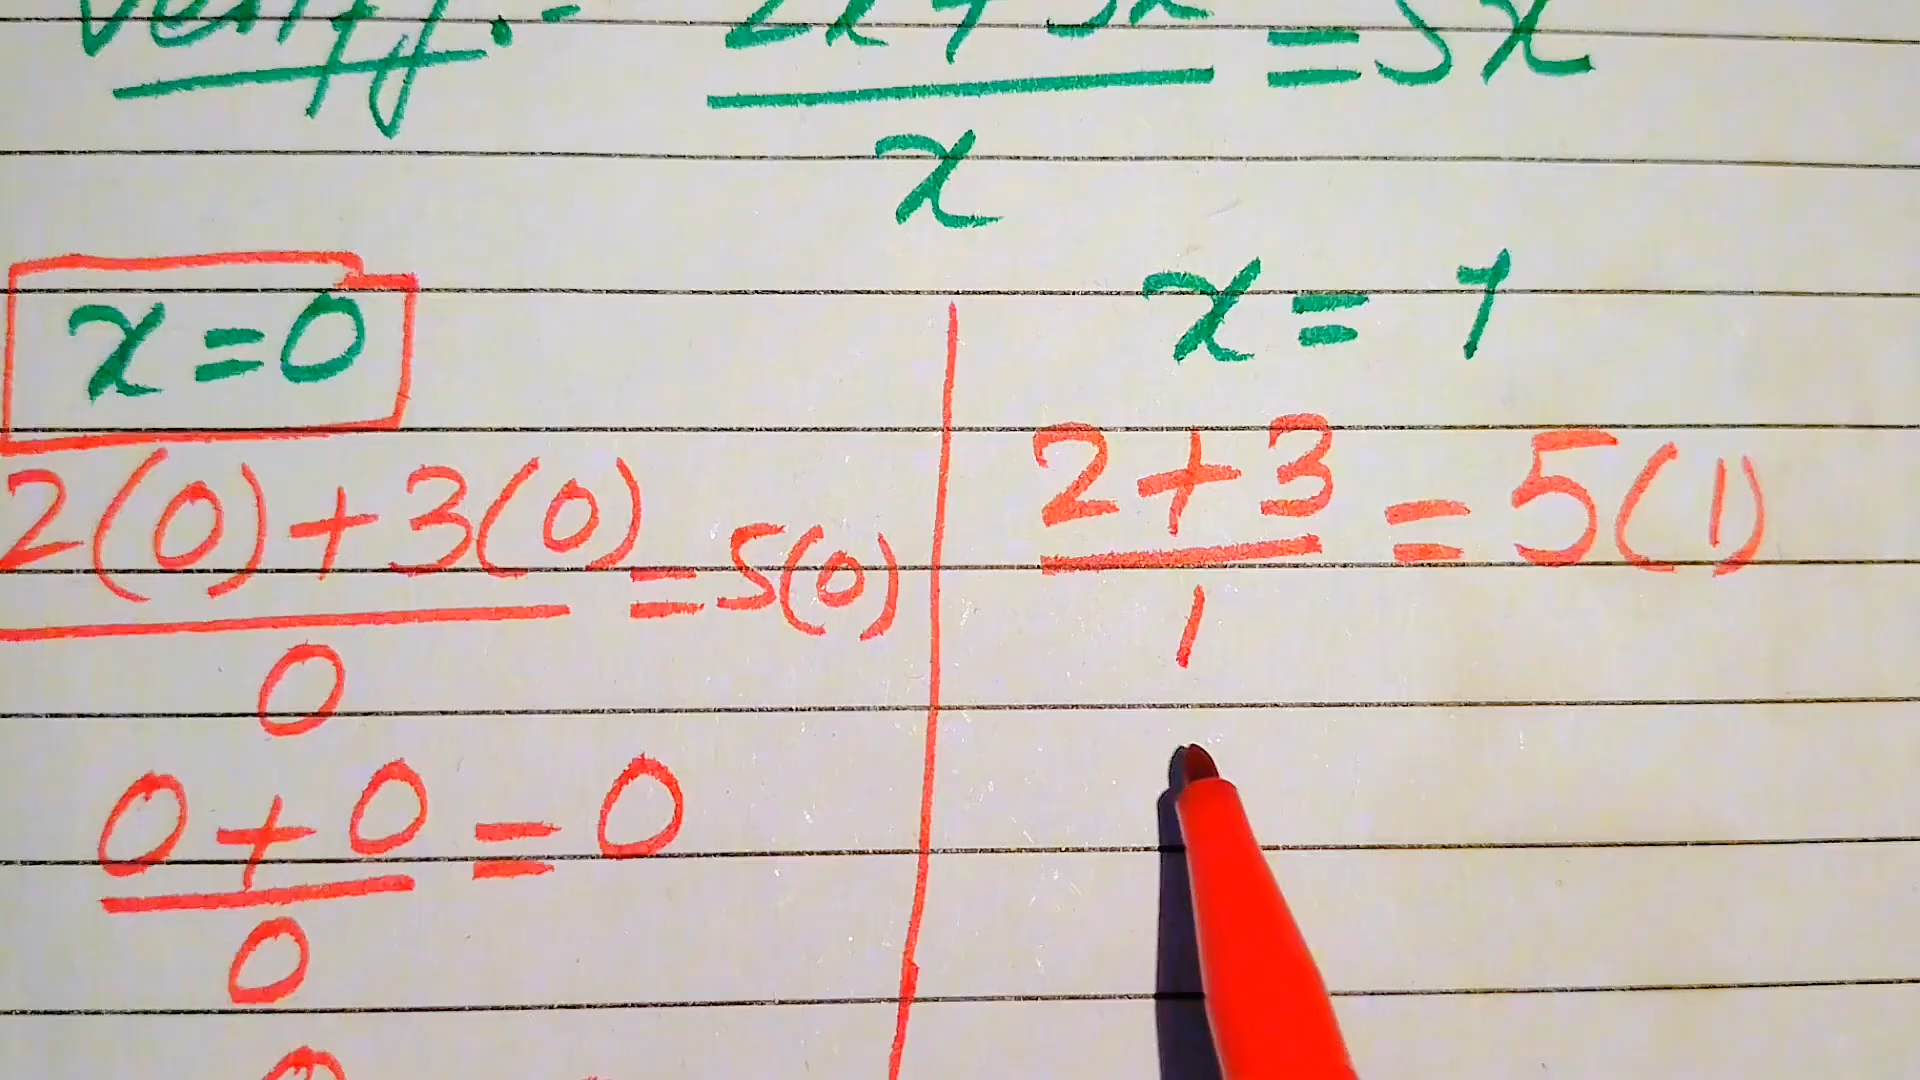 Verify:- 2x+3x/x = 5x
x=0
2(0)+3(0)/0 = 5(0)
0+0/0 = 0
x = 1
2+3/1 = 5(1)